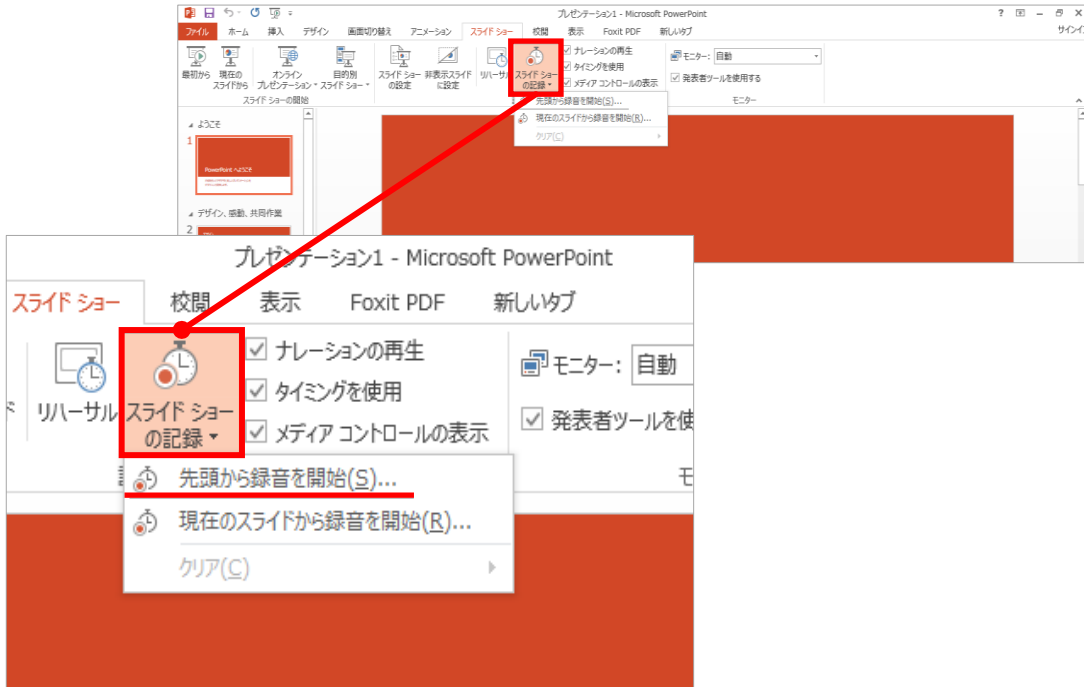 プレゼンテーション1 - Microsoft PowerPoint
ファイル ホーム 挿入 デザイン 画面切り替え アニメーション スライド ショー 校閲 表示 Foxit PDF 新しいタブ サインイ
最初から 現在の スライドから オンライン プレゼンテーション 目的別 スライド ショー スライド ショー の設定 非表示スライド に設定 リハーサル スライド ショー の記録
ナレーションの再生
タイミングを使用
メディア コントロールの表示
モニター: 自動
発表者ツールを使用する
スライド ショーの開始 モニター
先頭から録音を開始(S)...
現在のスライドから録音を開始(R)...
クリア(C)
ようこそ
1
PowerPoint へようこそ
デザイン、感動、共同作業
2
プレゼンテーション1 - Microsoft PowerPoint
スライド ショー 校閲 表示 Foxit PDF 新しいタブ
リハーサル スライド ショー の記録
ナレーションの再生
タイミングを使用
メディア コントロールの表示
モニター: 自動
発表者ツールを使
モ
先頭から録音を開始(S)...
現在のスライドから録音を開始(R)...
クリア(C)